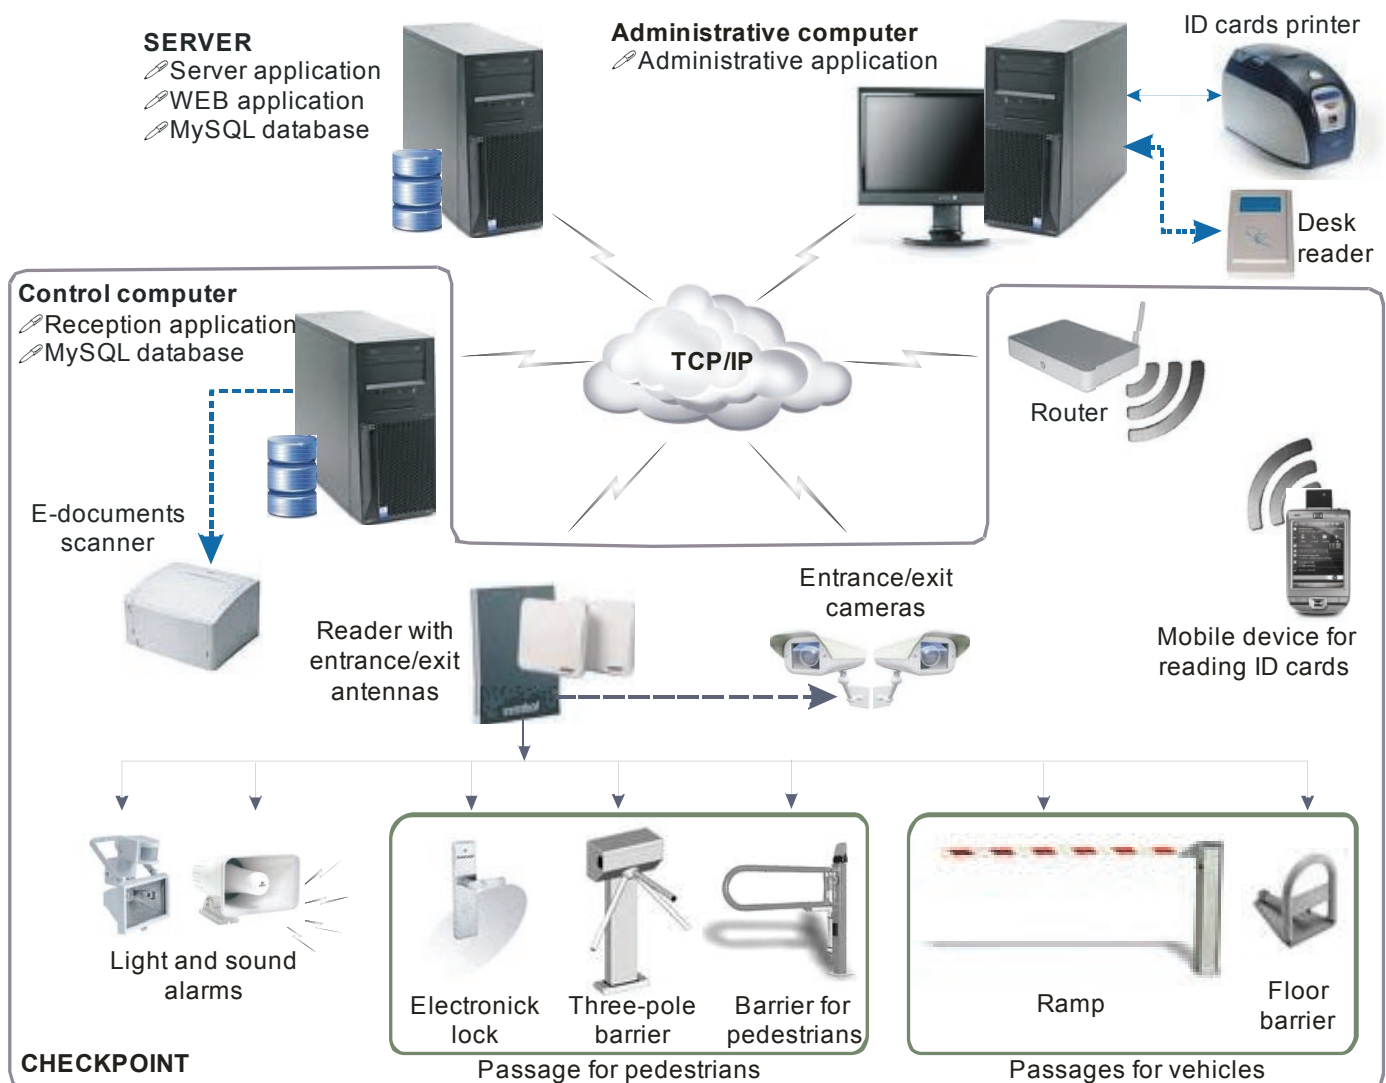 SERVER
Server application
WEB application
MySQL database
Administrative computer
Administrative application
ID cards printer
Desk
reader
Control computer
Reception application
MySQL database
TCP/IP
Router
E-documents
scanner
Reader with
entrance/exit
antennas
Entrance/exit
cameras
Mobile device for
reading ID cards
Light and sound
alarms
Electronick
lock
Three-pole
barrier
Barrier for
pedestrians
Ramp
Floor
barrier
CHECKPOINT
Passage for pedestrians
Passages for vehicles